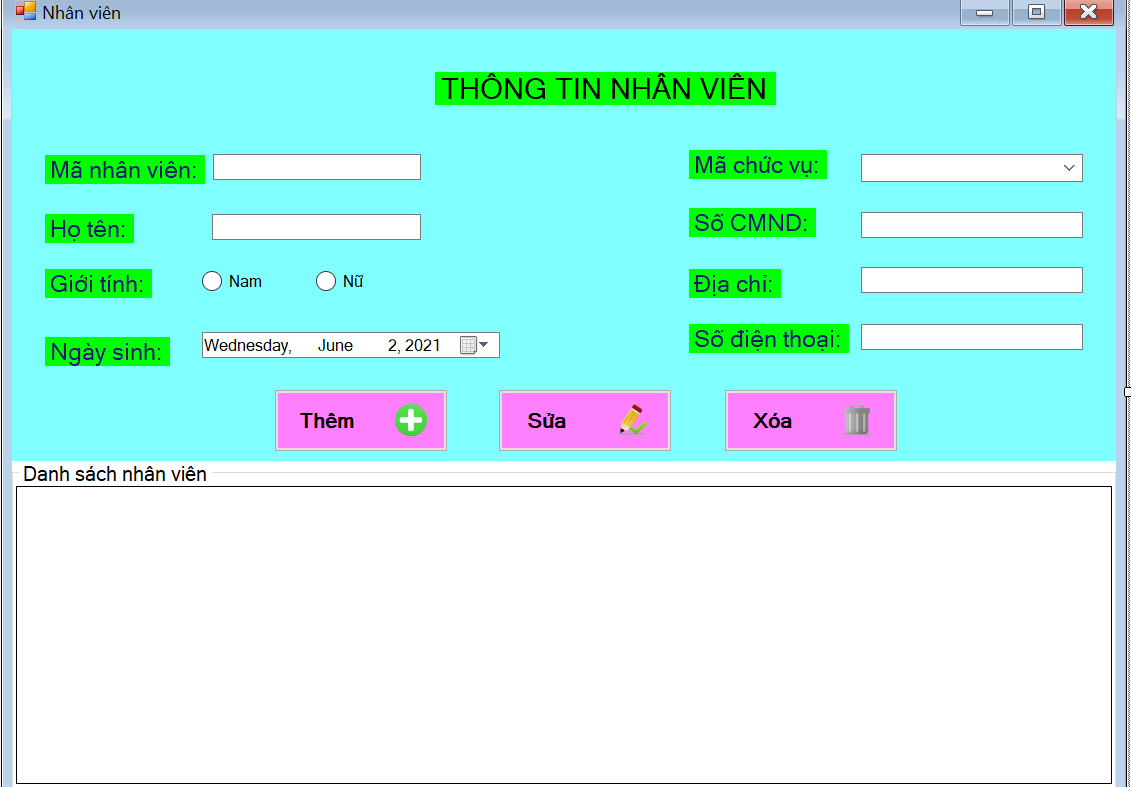 Nhân viên
THÔNG TIN NHÂN VIÊN
Mã nhân viên:
Mã chức vụ:
Họ tên:
Số CMND:
Giới tính:
Nam
Nữ
Địa chỉ:
Ngày sinh:
Wednesday, June 2, 2021
Số điện thoại:
Thêm
Sửa
Xóa
Danh sách nhân viên